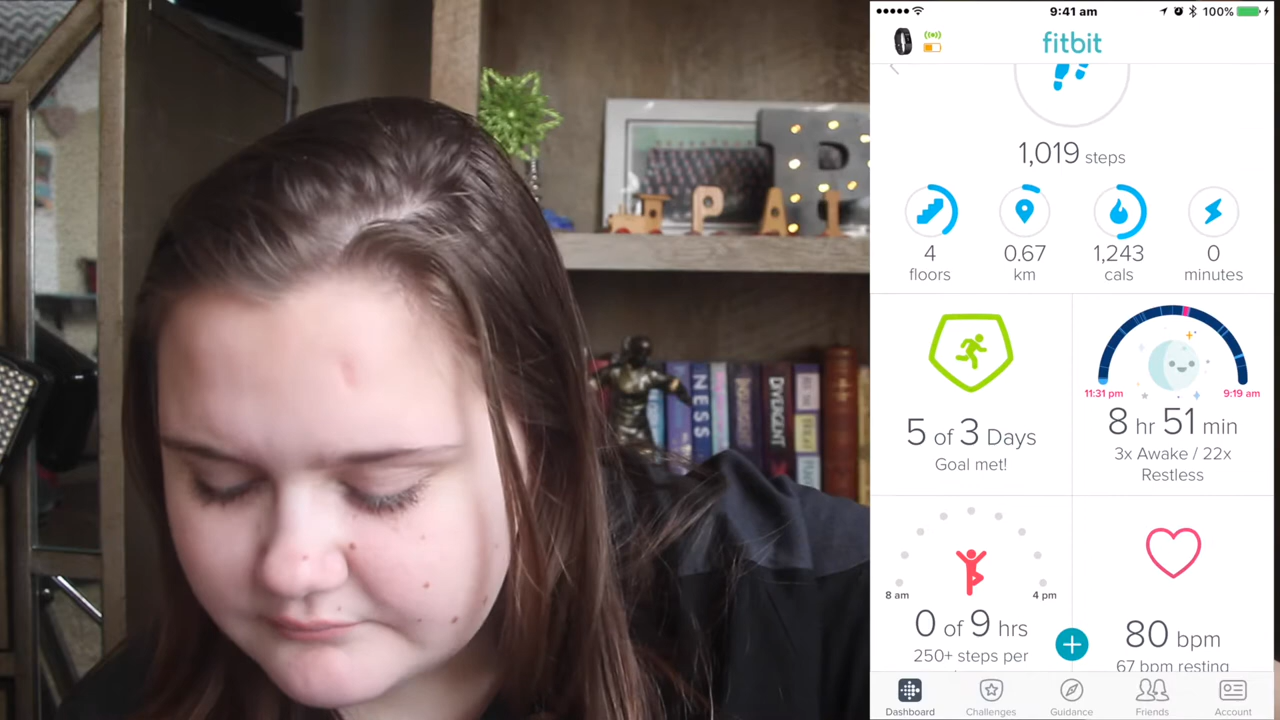 9:41 am
100%
fitbit
1,019 steps
4
floors
0.67
km
1,243
cals
0
minutes
5 of 3 Days
Goal met!
11:31 pm
9:19 am
8 hr 51 min
3x Awake / 22x
Restless
8 am
4 pm
0 of 9 hrs
250+ steps per
80 bpm
67 bpm resting
Dashboard
Challenges
Guidance
Friends
Account
P A I
NESS
DIVERGENT